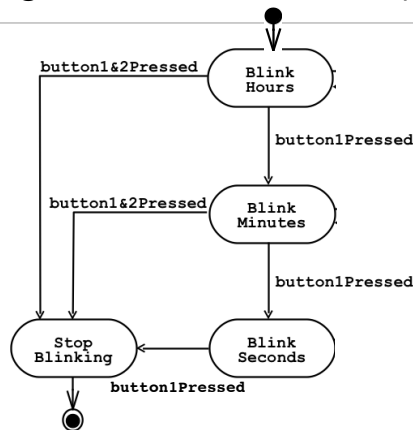 button1&2Pressed
Blink
Hours
button1Pressed
button1&2Pressed
Blink
Minutes
button1Pressed
Stop
Blinking
Blink
Seconds
button1Pressed